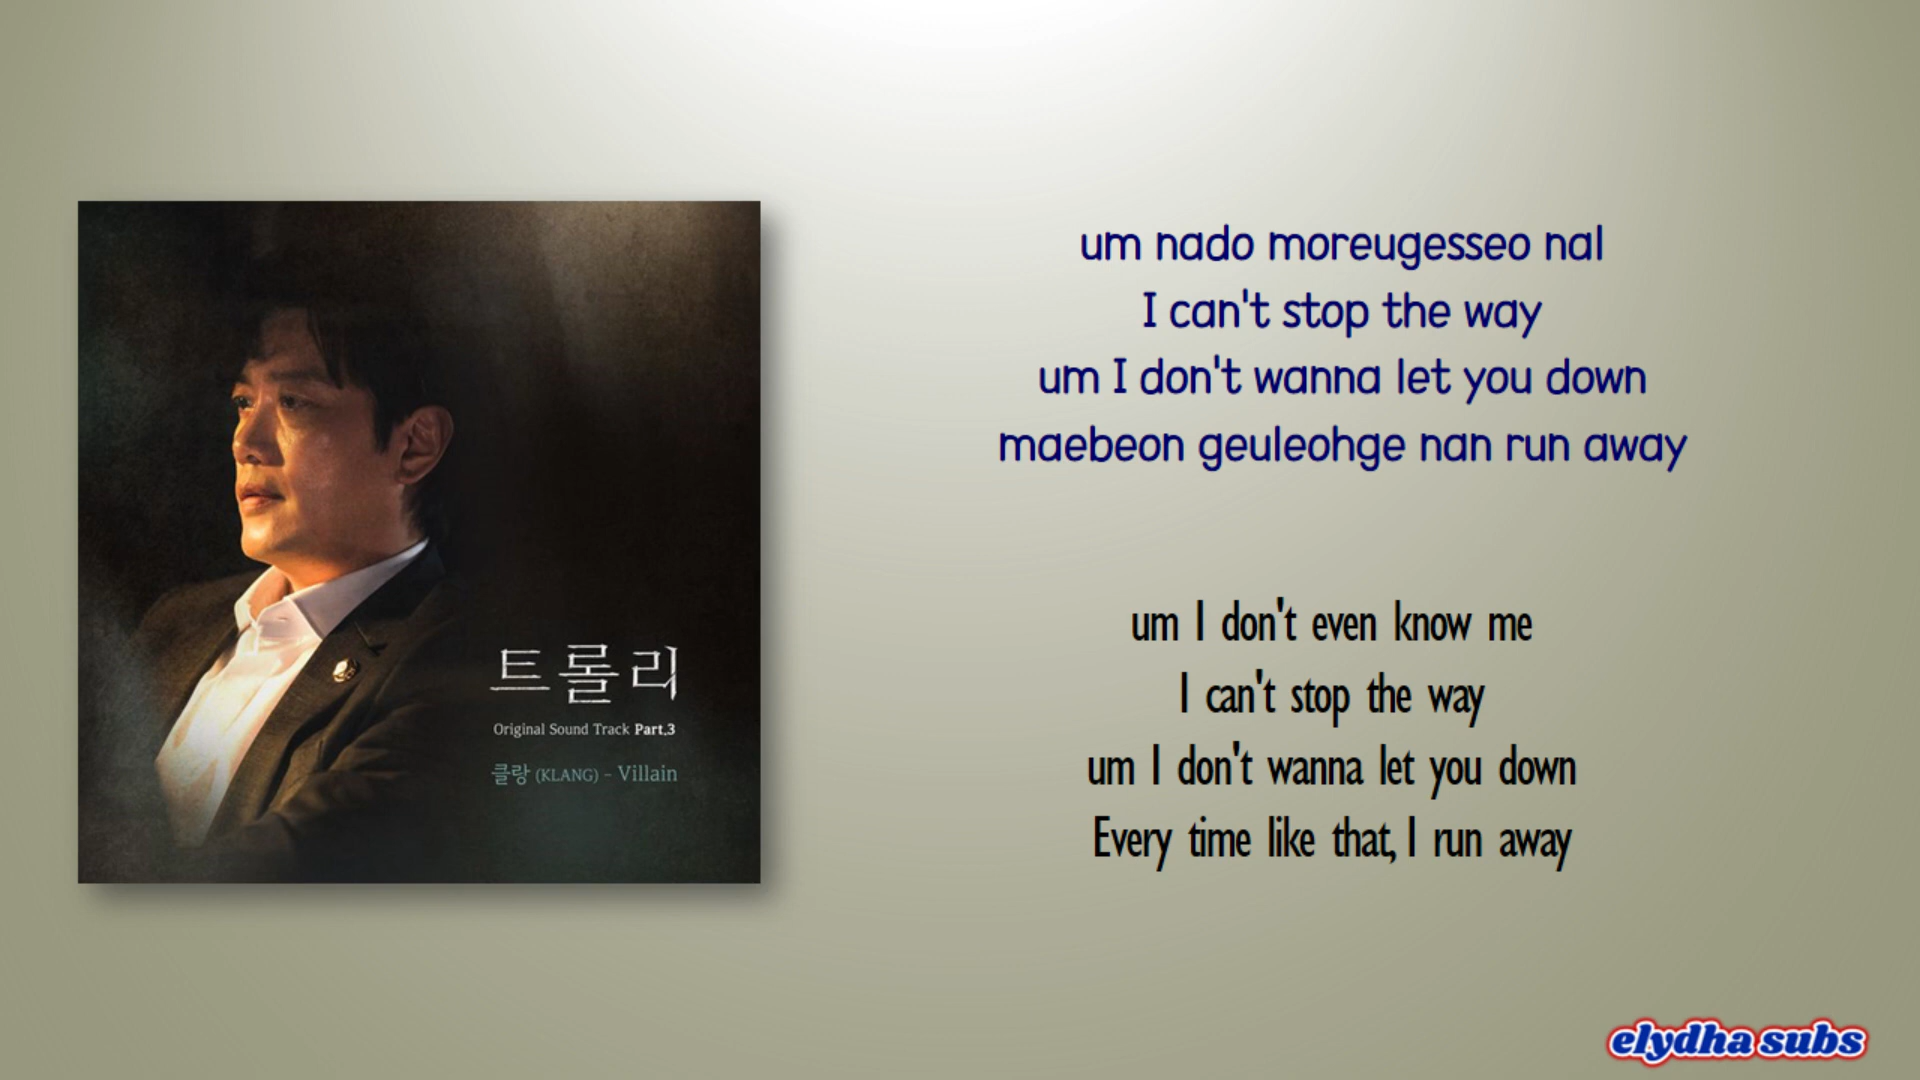 um nado moreugesseo nal
I can't stop the way
um I don't wanna let you down
maebeon geuleohge nan run away
um I don't even know me
I can't stop the way
um I don't wanna let you down
Every time like that, I run away
트롤리
Original Sound Track Part.3
클랑 (KLANG) - Villain
elydha subs